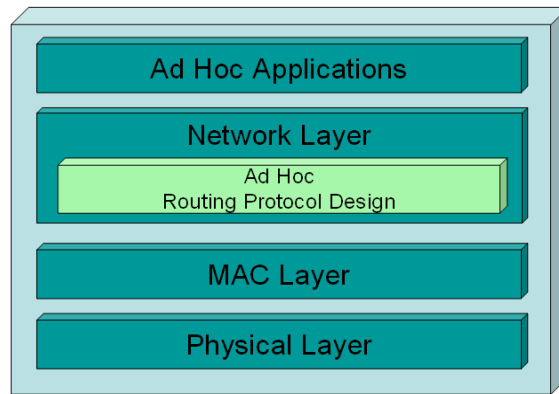 Ad Hoc Applications
Network Layer
Ad Hoc
Routing Protocol Design
MAC Layer
Physical Layer